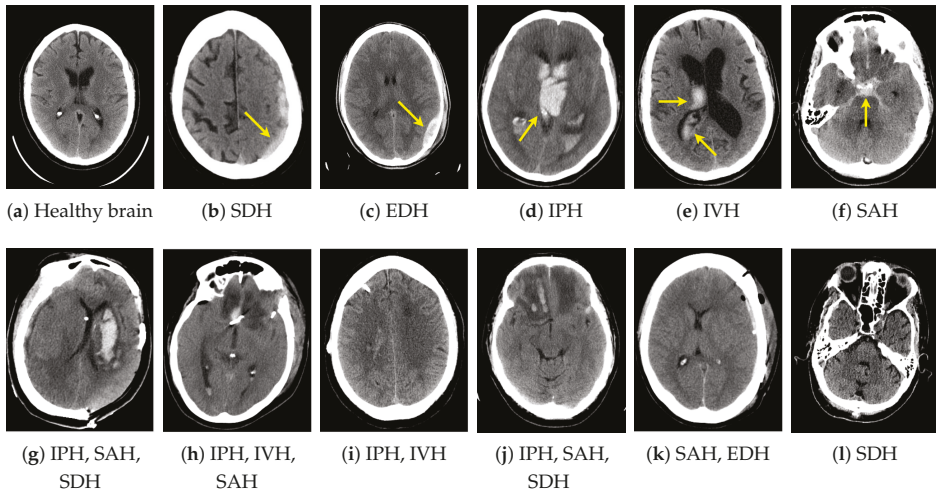 (a) Healthy brain
(b) SDH
(c) EDH
(d) IPH
(e) IVH
(f) SAH
(g) IPH, SAH,
SDH
(h) IPH, IVH,
SAH
(i) IPH, IVH
(j) IPH, SAH,
SDH
(k) SAH, EDH
(l) SDH